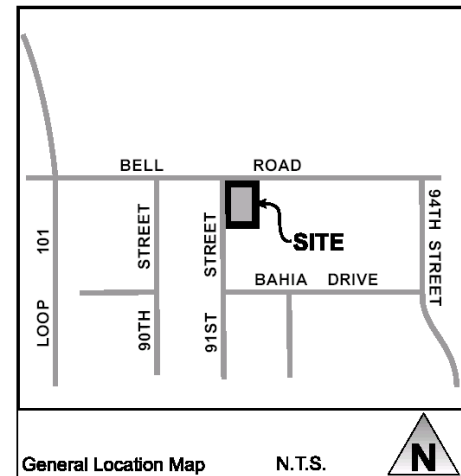 BELL ROAD
LOOP 101
90TH STREET
91ST STREET
94TH STREET
SITE
BAHIA DRIVE
General Location Map N.T.S.
N